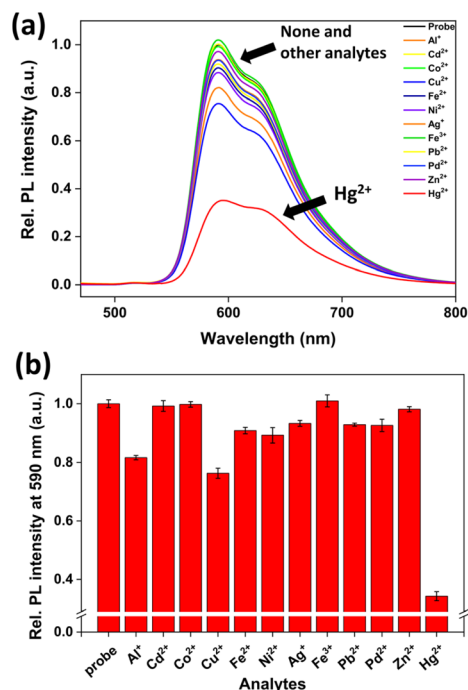 (a)
None and
other analytes
Hg²⁺
Probe
Al⁺
Cd²⁺
Co²⁺
Cu²⁺
Fe²⁺
Ni²⁺
Ag⁺
Fe³⁺
Pb²⁺
Pd²⁺
Zn²⁺
Hg²⁺
Rel. PL intensity (a.u.)
1.0
0.8
0.6
0.4
0.2
0.0
500 600 700 800
Wavelength (nm)
(b)
Rel. PL intensity at 590 nm (a.u.)
1.0
0.8
0.6
0.4
0.0
probe Al⁺ Cd²⁺ Co²⁺ Cu²⁺ Fe²⁺ Ni²⁺ Ag⁺ Fe³⁺ Pb²⁺ Pd²⁺ Zn²⁺ Hg²⁺
Analytes